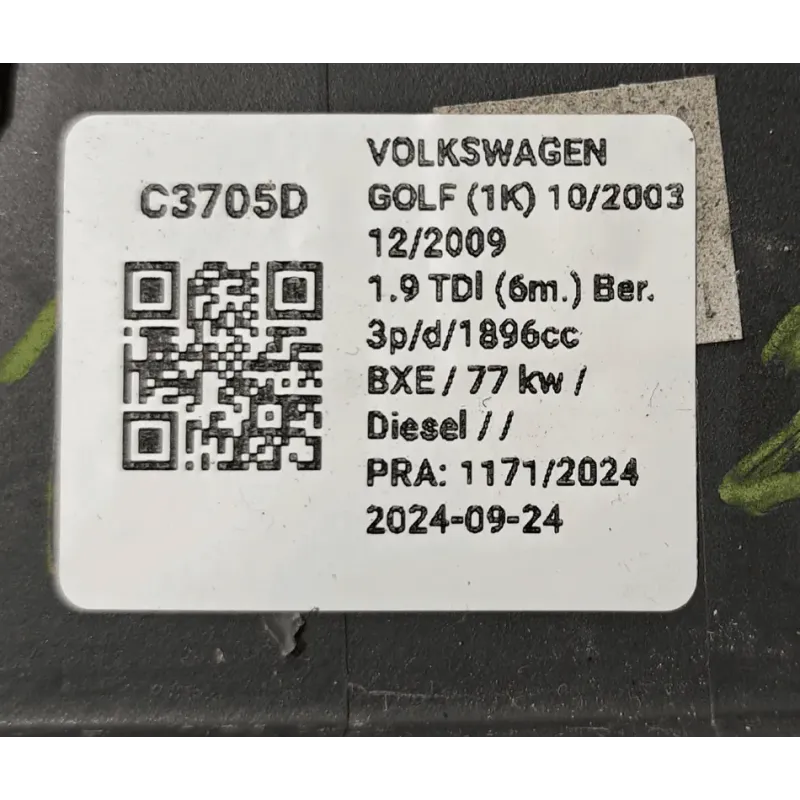 C3705D
VOLKSWAGEN
GOLF (1K) 10/2003
12/2009
1.9 TDI (6m.) Ber.
3p/d/1896cc
BXE / 77 kw /
Diesel / /
PRA: 1171/2024
2024-09-24